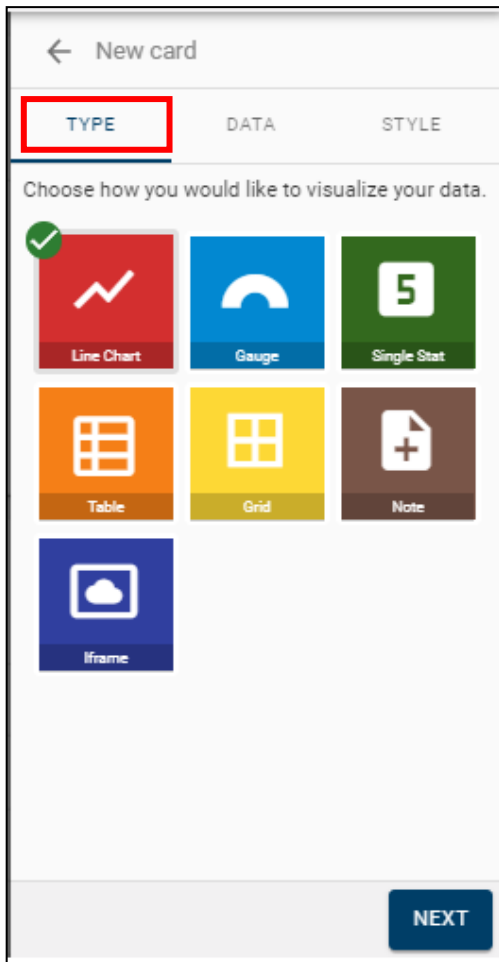 New card
TYPE DATA STYLE
Choose how you would like to visualize your data.
5
Line Chart Gauge Single Stat
Table Grid Note
Iframe
NEXT